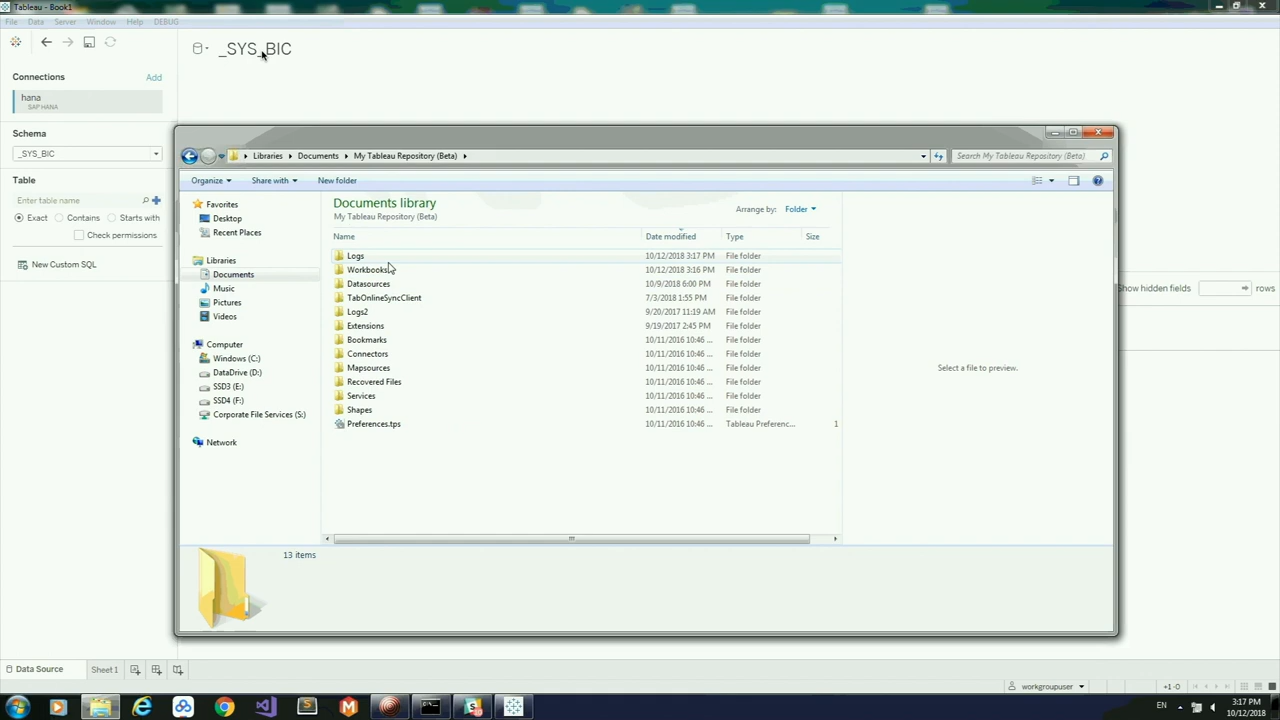 Tableau - Book1
File Data Server Window Help DEBUG
_SYS_BIC
Connections Add
hana
SAP HANA
Schema
_SYS_BIC
Table
Enter table name
Exact Contains Starts with
Check permissions
New Custom SQL
Show hidden fields rows
Libraries Documents My Tableau Repository (Beta)
Search My Tableau Repository (Beta)
Organize Share with New folder
Favorites
Desktop
Recent Places
Libraries
Documents
Music
Pictures
Videos
Computer
Windows (C:)
DataDrive (D:)
SSD3 (E:)
SSD4 (F:)
Corporate File Services (S:)
Network
Documents library
My Tableau Repository (Beta)
Arrange by: Folder
Name Date modified Type Size
Logs 10/12/2018 3:17 PM File folder
Workbooks 10/12/2018 3:16 PM File folder
Datasources 10/9/2018 6:00 PM File folder
TabOnlineSyncClient 7/3/2018 1:55 PM File folder
Logs2 9/20/2017 11:19 AM File folder
Extensions 9/19/2017 2:45 PM File folder
Bookmarks 10/11/2016 10:46 ... File folder
Connectors 10/11/2016 10:46 ... File folder
Mapsources 10/11/2016 10:46 ... File folder
Recovered Files 10/11/2016 10:46 ... File folder
Services 10/11/2016 10:46 ... File folder
Shapes 10/11/2016 10:46 ... File folder
Preferences.tps 10/11/2016 10:46 ... Tableau Preferenc... 1
Select a file to preview.
13 items
Data Source Sheet 1
workgroupuser +1 -0
EN 3:17 PM
10/12/2018